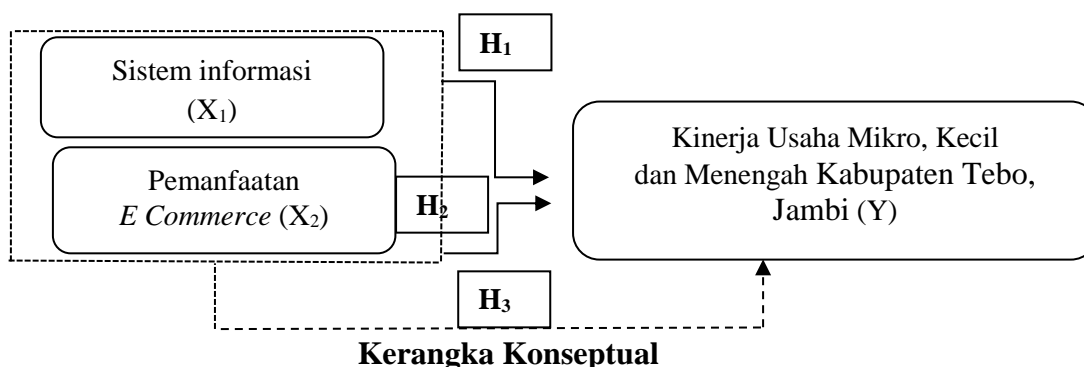 H₁
Sistem informasi
(X₁)
Kinerja Usaha Mikro, Kecil
dan Menengah Kabupaten Tebo,
Jambi (Y)
Pemanfaatan
E Commerce (X₂)
H₂
H₃
Kerangka Konseptual